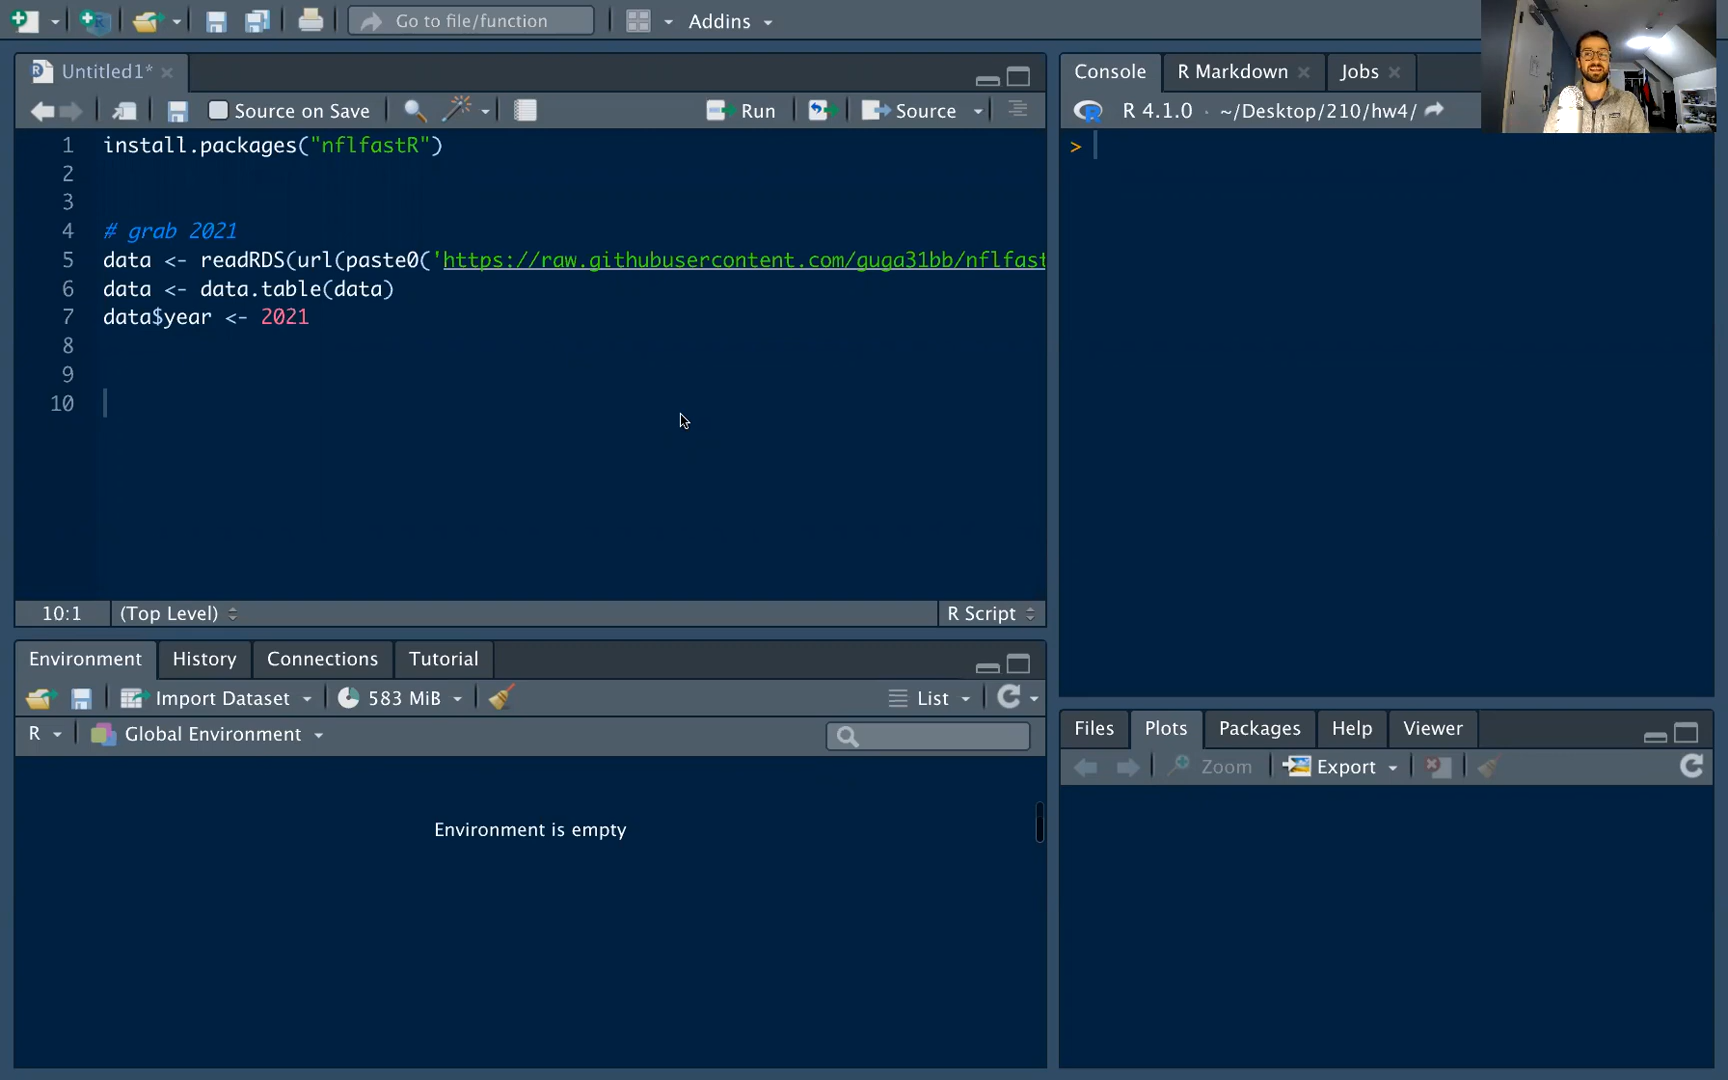 Go to file/function
Addins
Untitled1*
Source on Save
Run
Source
1 install.packages("nflfastR")
2
3
4 # grab 2021
5 data <- readRDS(url(paste0('https://raw.githubusercontent.com/guga31bb/nflfast
6 data <- data.table(data)
7 data$year <- 2021
8
9
10
10:1
(Top Level)
R Script
Console
R Markdown
Jobs
R 4.1.0 · ~/Desktop/210/hw4/
>
Environment
History
Connections
Tutorial
Import Dataset
583 MiB
List
R
Global Environment
Environment is empty
Files
Plots
Packages
Help
Viewer
Zoom
Export